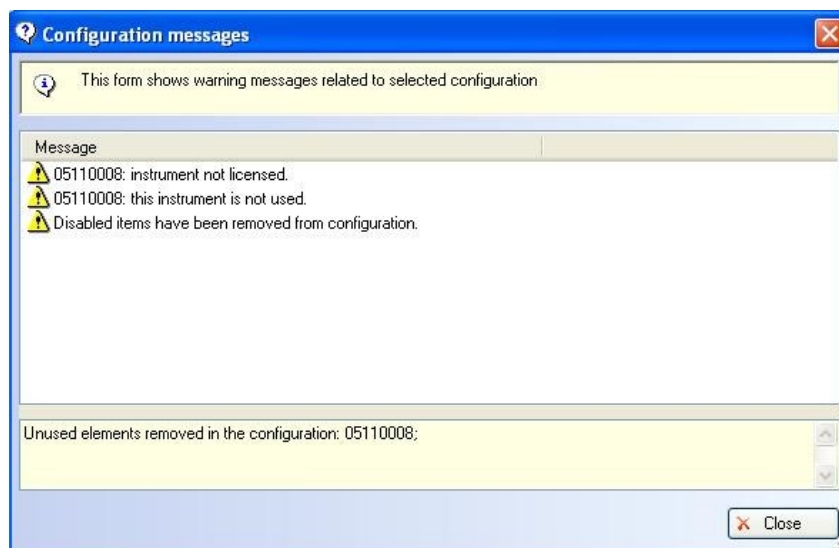 Configuration messages
This form shows warning messages related to selected configuration
Message
05110008: instrument not licensed.
05110008: this instrument is not used.
Disabled items have been removed from configuration.
Unused elements removed in the configuration: 05110008;
Close